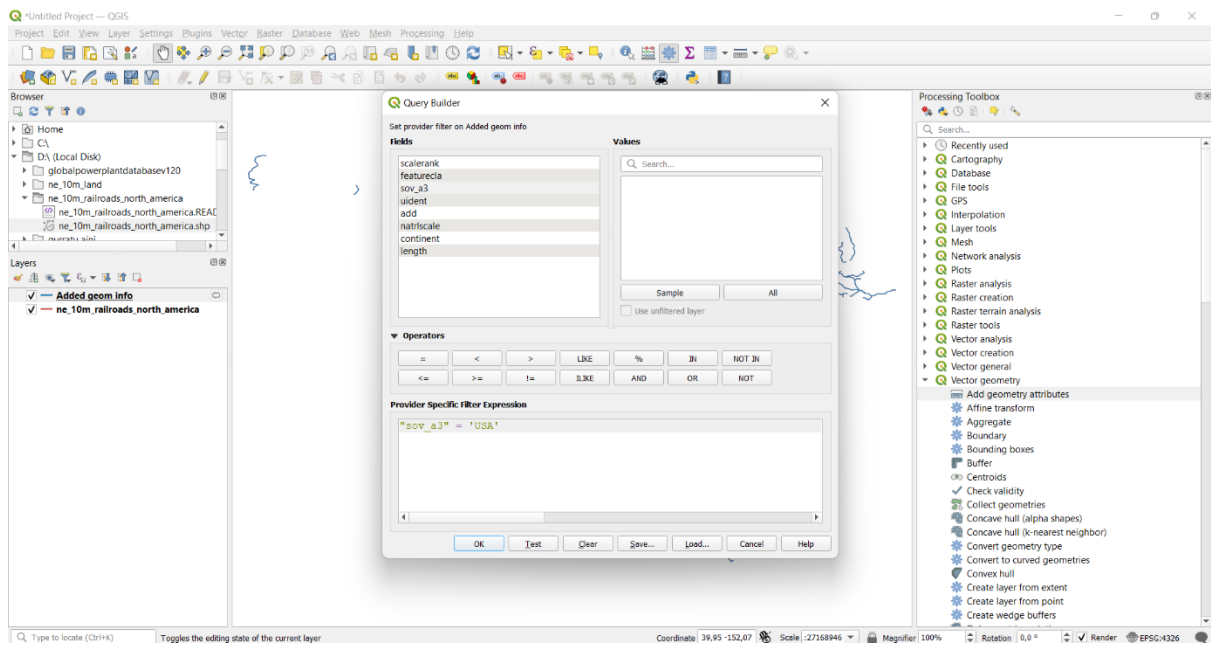 *Untitled Project — QGIS
Project Edit View Layer Settings Plugins Vector Raster Database Web Mesh Processing Help
Browser
Home
C:\
D:\ (Local Disk)
globalpowerplantdatabasev120
ne_10m_land
ne_10m_railroads_north_america
ne_10m_railroads_north_america.READ
ne_10m_railroads_north_america.shp
qurratu aini
Layers
Added geom info
ne_10m_railroads_north_america
Query Builder
Set provider filter on Added geom info
Fields
scalerank
featurecla
sov_a3
uident
add
natrlscale
continent
length
Values
Search...
Sample All
Use unfiltered layer
Operators
= < > LIKE % IN NOT IN
<= >= != ILIKE AND OR NOT
Provider Specific Filter Expression
"sov_a3" = 'USA'
OK Test Clear Save... Load... Cancel Help
Processing Toolbox
Search...
Recently used
Cartography
Database
File tools
GPS
Interpolation
Layer tools
Mesh
Network analysis
Plots
Raster analysis
Raster creation
Raster terrain analysis
Raster tools
Vector analysis
Vector creation
Vector general
Vector geometry
Add geometry attributes
Affine transform
Aggregate
Boundary
Bounding boxes
Buffer
Centroids
Check validity
Collect geometries
Concave hull (alpha shapes)
Concave hull (k-nearest neighbor)
Convert geometry type
Convert to curved geometries
Convex hull
Create layer from extent
Create layer from point
Create wedge buffers
Type to locate (Ctrl+K) Toggles the editing state of the current layer Coordinate 39,95 -152,07 Scale :27168946 Magnifier 100% Rotation 0,0 ° Render EPSG:4326